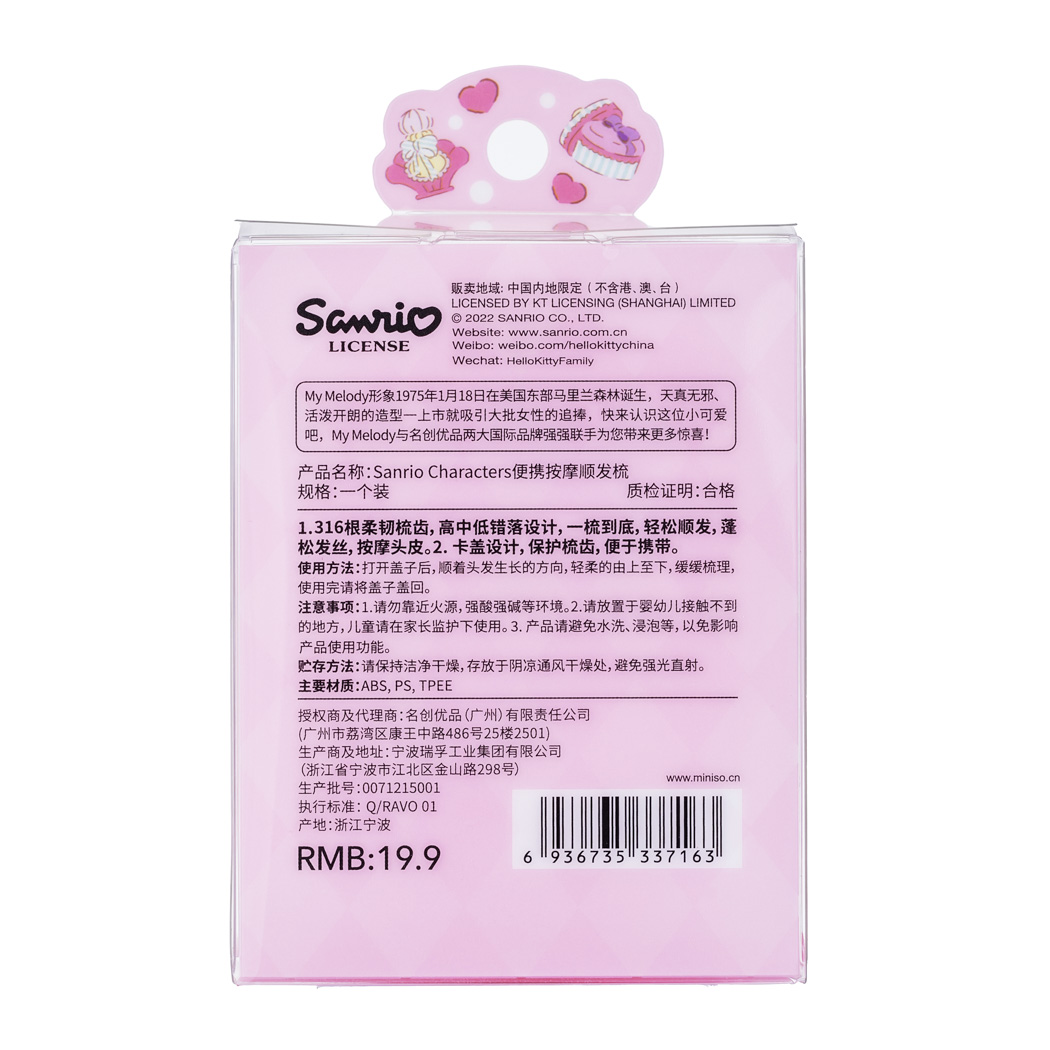 Sanrio
LICENSE
贩卖地域: 中国内地限定（不含港、澳、台）
LICENSED BY KT LICENSING (SHANGHAI) LIMITED
© 2022 SANRIO CO., LTD.
Website: www.sanrio.com.cn
Weibo: weibo.com/hellokittychina
Wechat: HelloKittyFamily
My Melody形象1975年1月18日在美国东部马里兰森林诞生，天真无邪、
活泼开朗的造型一上市就吸引大批女性的追捧，快来认识这位小可爱
吧，My Melody与名创优品两大国际品牌强强联手为您带来更多惊喜！
产品名称：Sanrio Characters便携按摩顺发梳
规格：一个装 质检证明：合格
1.316根柔韧梳齿，高中低错落设计，一梳到底，轻松顺发，蓬
松发丝，按摩头皮。2. 卡盖设计，保护梳齿，便于携带。
使用方法：打开盖子后，顺着头发生长的方向，轻柔的由上至下，缓缓梳理，
使用完请将盖子盖回。
注意事项：1.请勿靠近火源，强酸强碱等环境。2.请放置于婴幼儿接触不到
的地方，儿童请在家长监护下使用。3. 产品请避免水洗、浸泡等，以免影响
产品使用功能。
贮存方法：请保持洁净干燥，存放于阴凉通风干燥处，避免强光直射。
主要材质：ABS, PS, TPEE
授权商及代理商：名创优品（广州）有限责任公司
(广州市荔湾区康王中路486号25楼2501)
生产商及地址：宁波瑞孚工业集团有限公司
（浙江省宁波市江北区金山路298号）
生产批号：0071215001
执行标准：Q/RAVO 01
产地：浙江宁波
RMB:19.9
www.miniso.cn
6 936735 337163